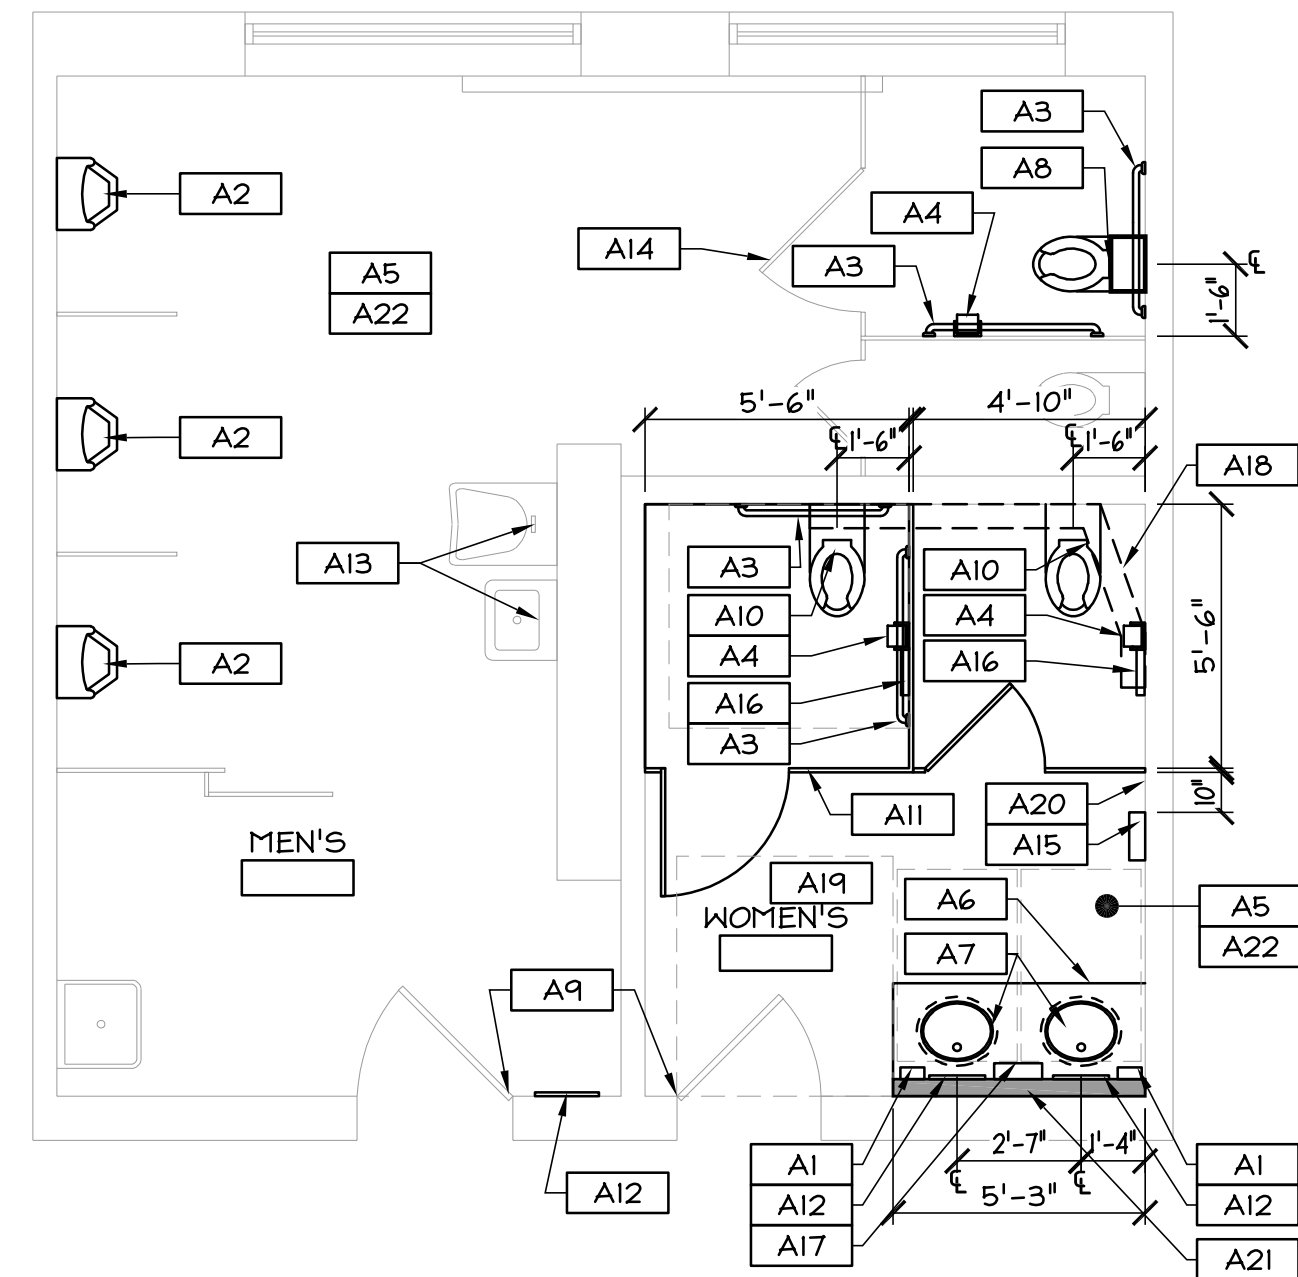 A3
A8
A2
A4
A14
A5
A3
A22
℄
1'-6"
5'-6"
4'-10"
A2
℄ 1'-6"
℄ 1'-6"
A18
A13
A3
A10
A10
A4
A4
A16
5'-6"
A2
A16
A3
A20
10"
A11
A15
MEN'S
A19
A6
A5
WOMEN'S
A22
A7
A9
2'-7"
1'-4"
A1
A1
℄
℄
A12
5'-3"
A12
A12
A17
A21